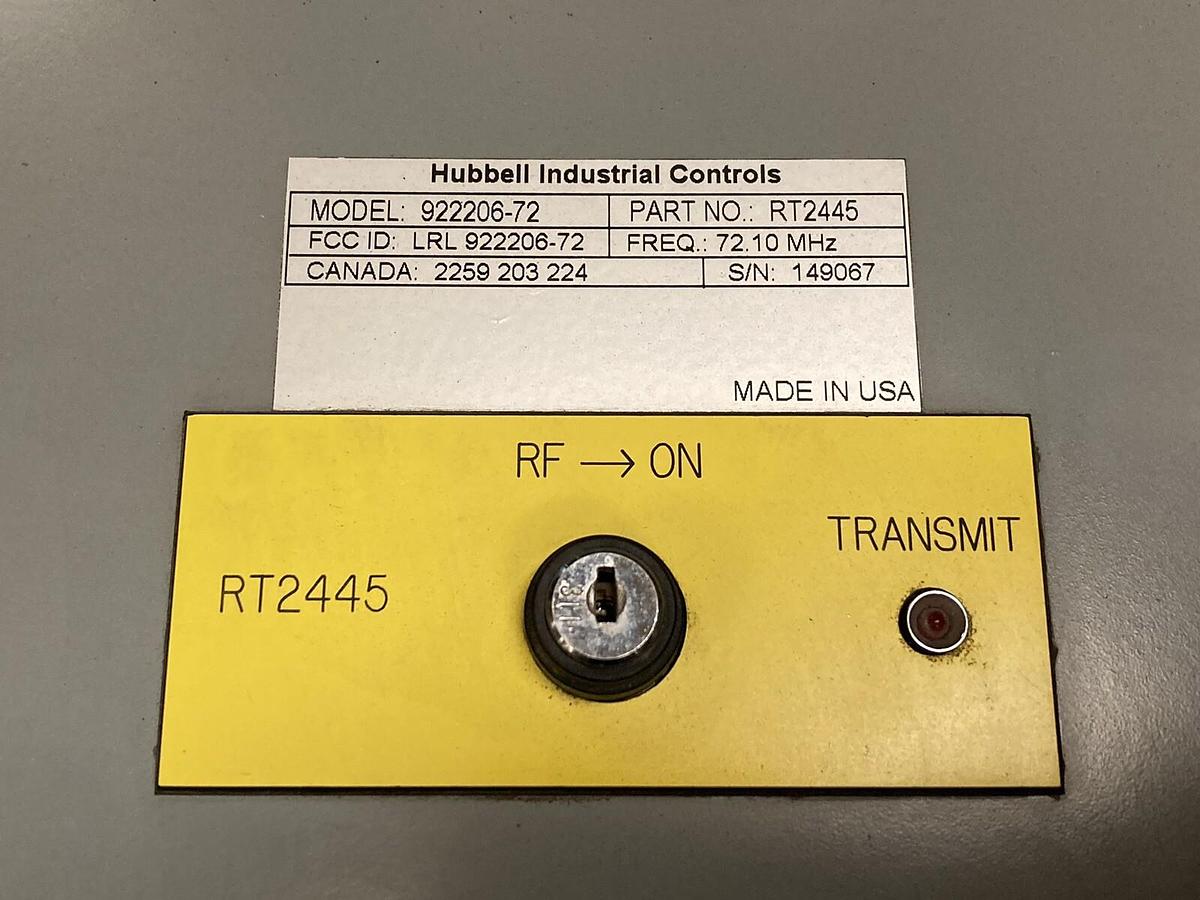 Hubbell Industrial Controls
MODEL: 922206-72 PART NO.: RT2445
FCC ID: LRL 922206-72 FREQ.: 72.10 MHz
CANADA: 2259 203 224 S/N: 149067
MADE IN USA
RF → ON
TRANSMIT
RT2445